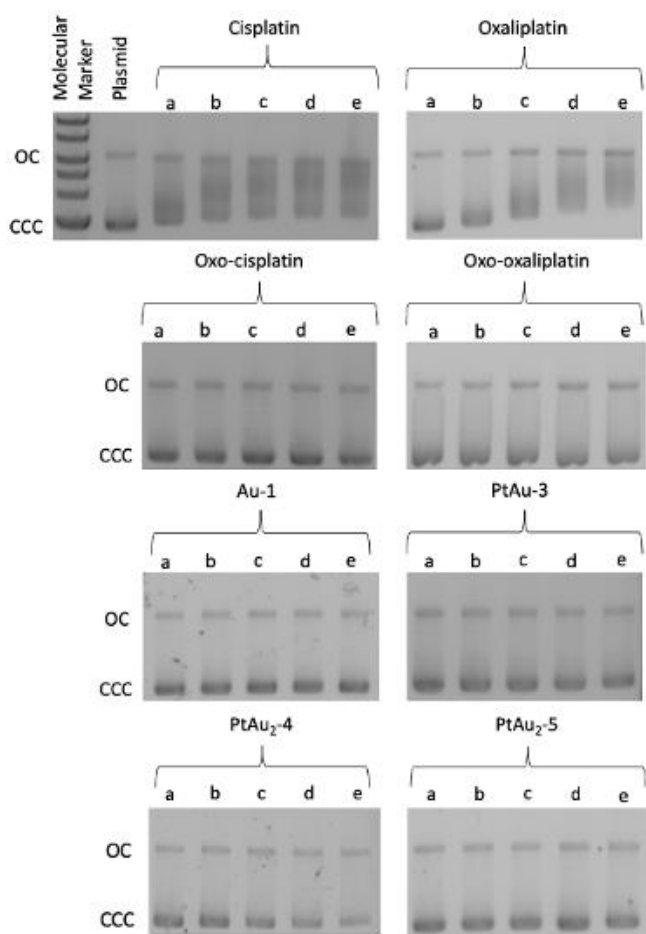 Molecular Marker
Plasmid
Cisplatin
Oxaliplatin
a b c d e
a b c d e
OC
CCC
Oxo-cisplatin
Oxo-oxaliplatin
a b c d e
a b c d e
OC
CCC
Au-1
PtAu-3
a b c d e
a b c d e
OC
CCC
PtAu₂-4
PtAu₂-5
a b c d e
a b c d e
OC
CCC